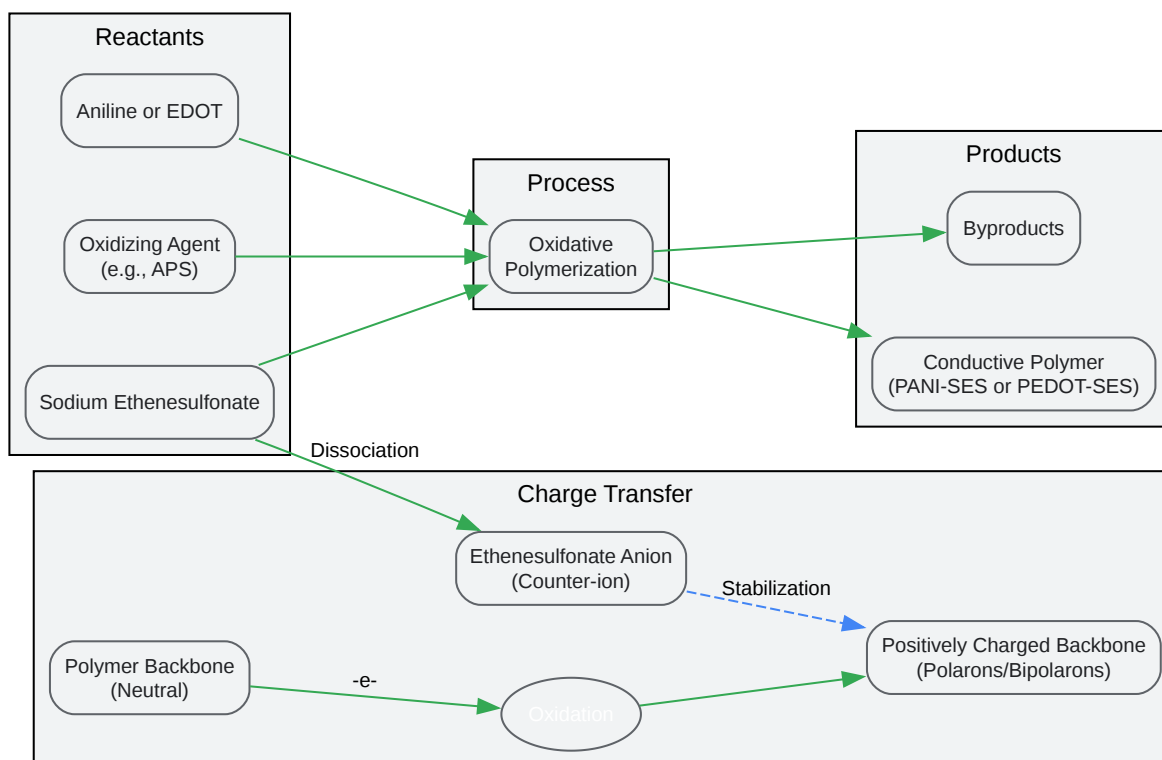 Reactants
Aniline or EDOT
Oxidizing Agent
(e.g., APS)
Sodium Ethenesulfonate
Process
Oxidative
Polymerization
Products
Byproducts
Conductive Polymer
(PANI-SES or PEDOT-SES)
Dissociation
Charge Transfer
Ethenesulfonate Anion
(Counter-ion)
Stabilization
Polymer Backbone
(Neutral)
-e-
Oxidation
Positively Charged Backbone
(Polarons/Bipolarons)